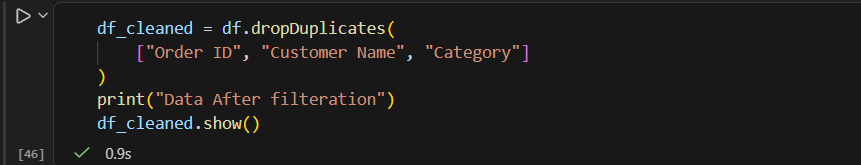 df_cleaned = df.dropDuplicates(
    ["Order ID", "Customer Name", "Category"]
)
print("Data After filteration")
df_cleaned.show()
[46] 0.9s